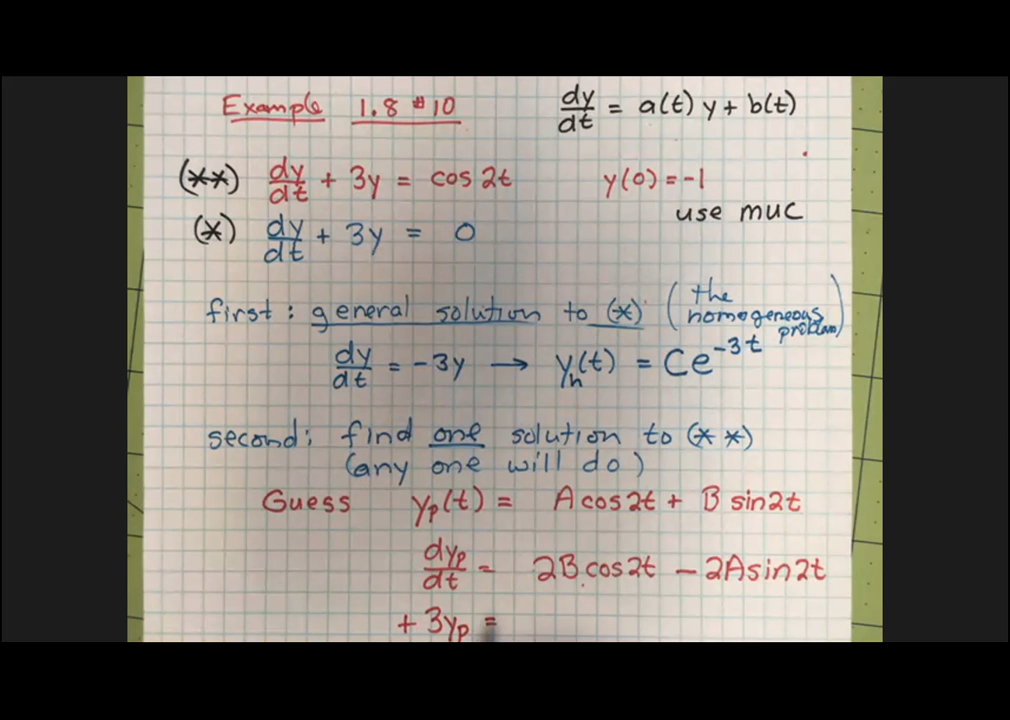 Example 1.8 #10
dy/dt = a(t) y + b(t)
(**) dy/dt + 3y = cos 2t y(0) = -1
use muc
(*) dy/dt + 3y = 0
first: general solution to (*) (the homogeneous problem)
dy/dt = -3y → y_h(t) = Ce^{-3t}
second: find one solution to (**)
(any one will do)
Guess y_p(t) = A cos 2t + B sin 2t
dy_p/dt = 2B cos 2t - 2A sin 2t
+ 3y_p =